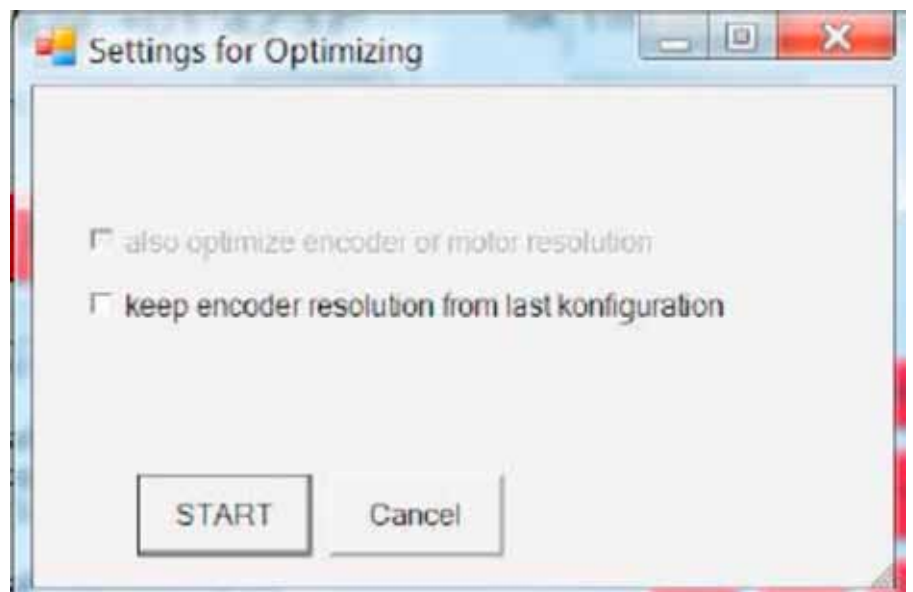 Settings for Optimizing
also optimize encoder or motor resolution
keep encoder resolution from last konfiguration
START
Cancel